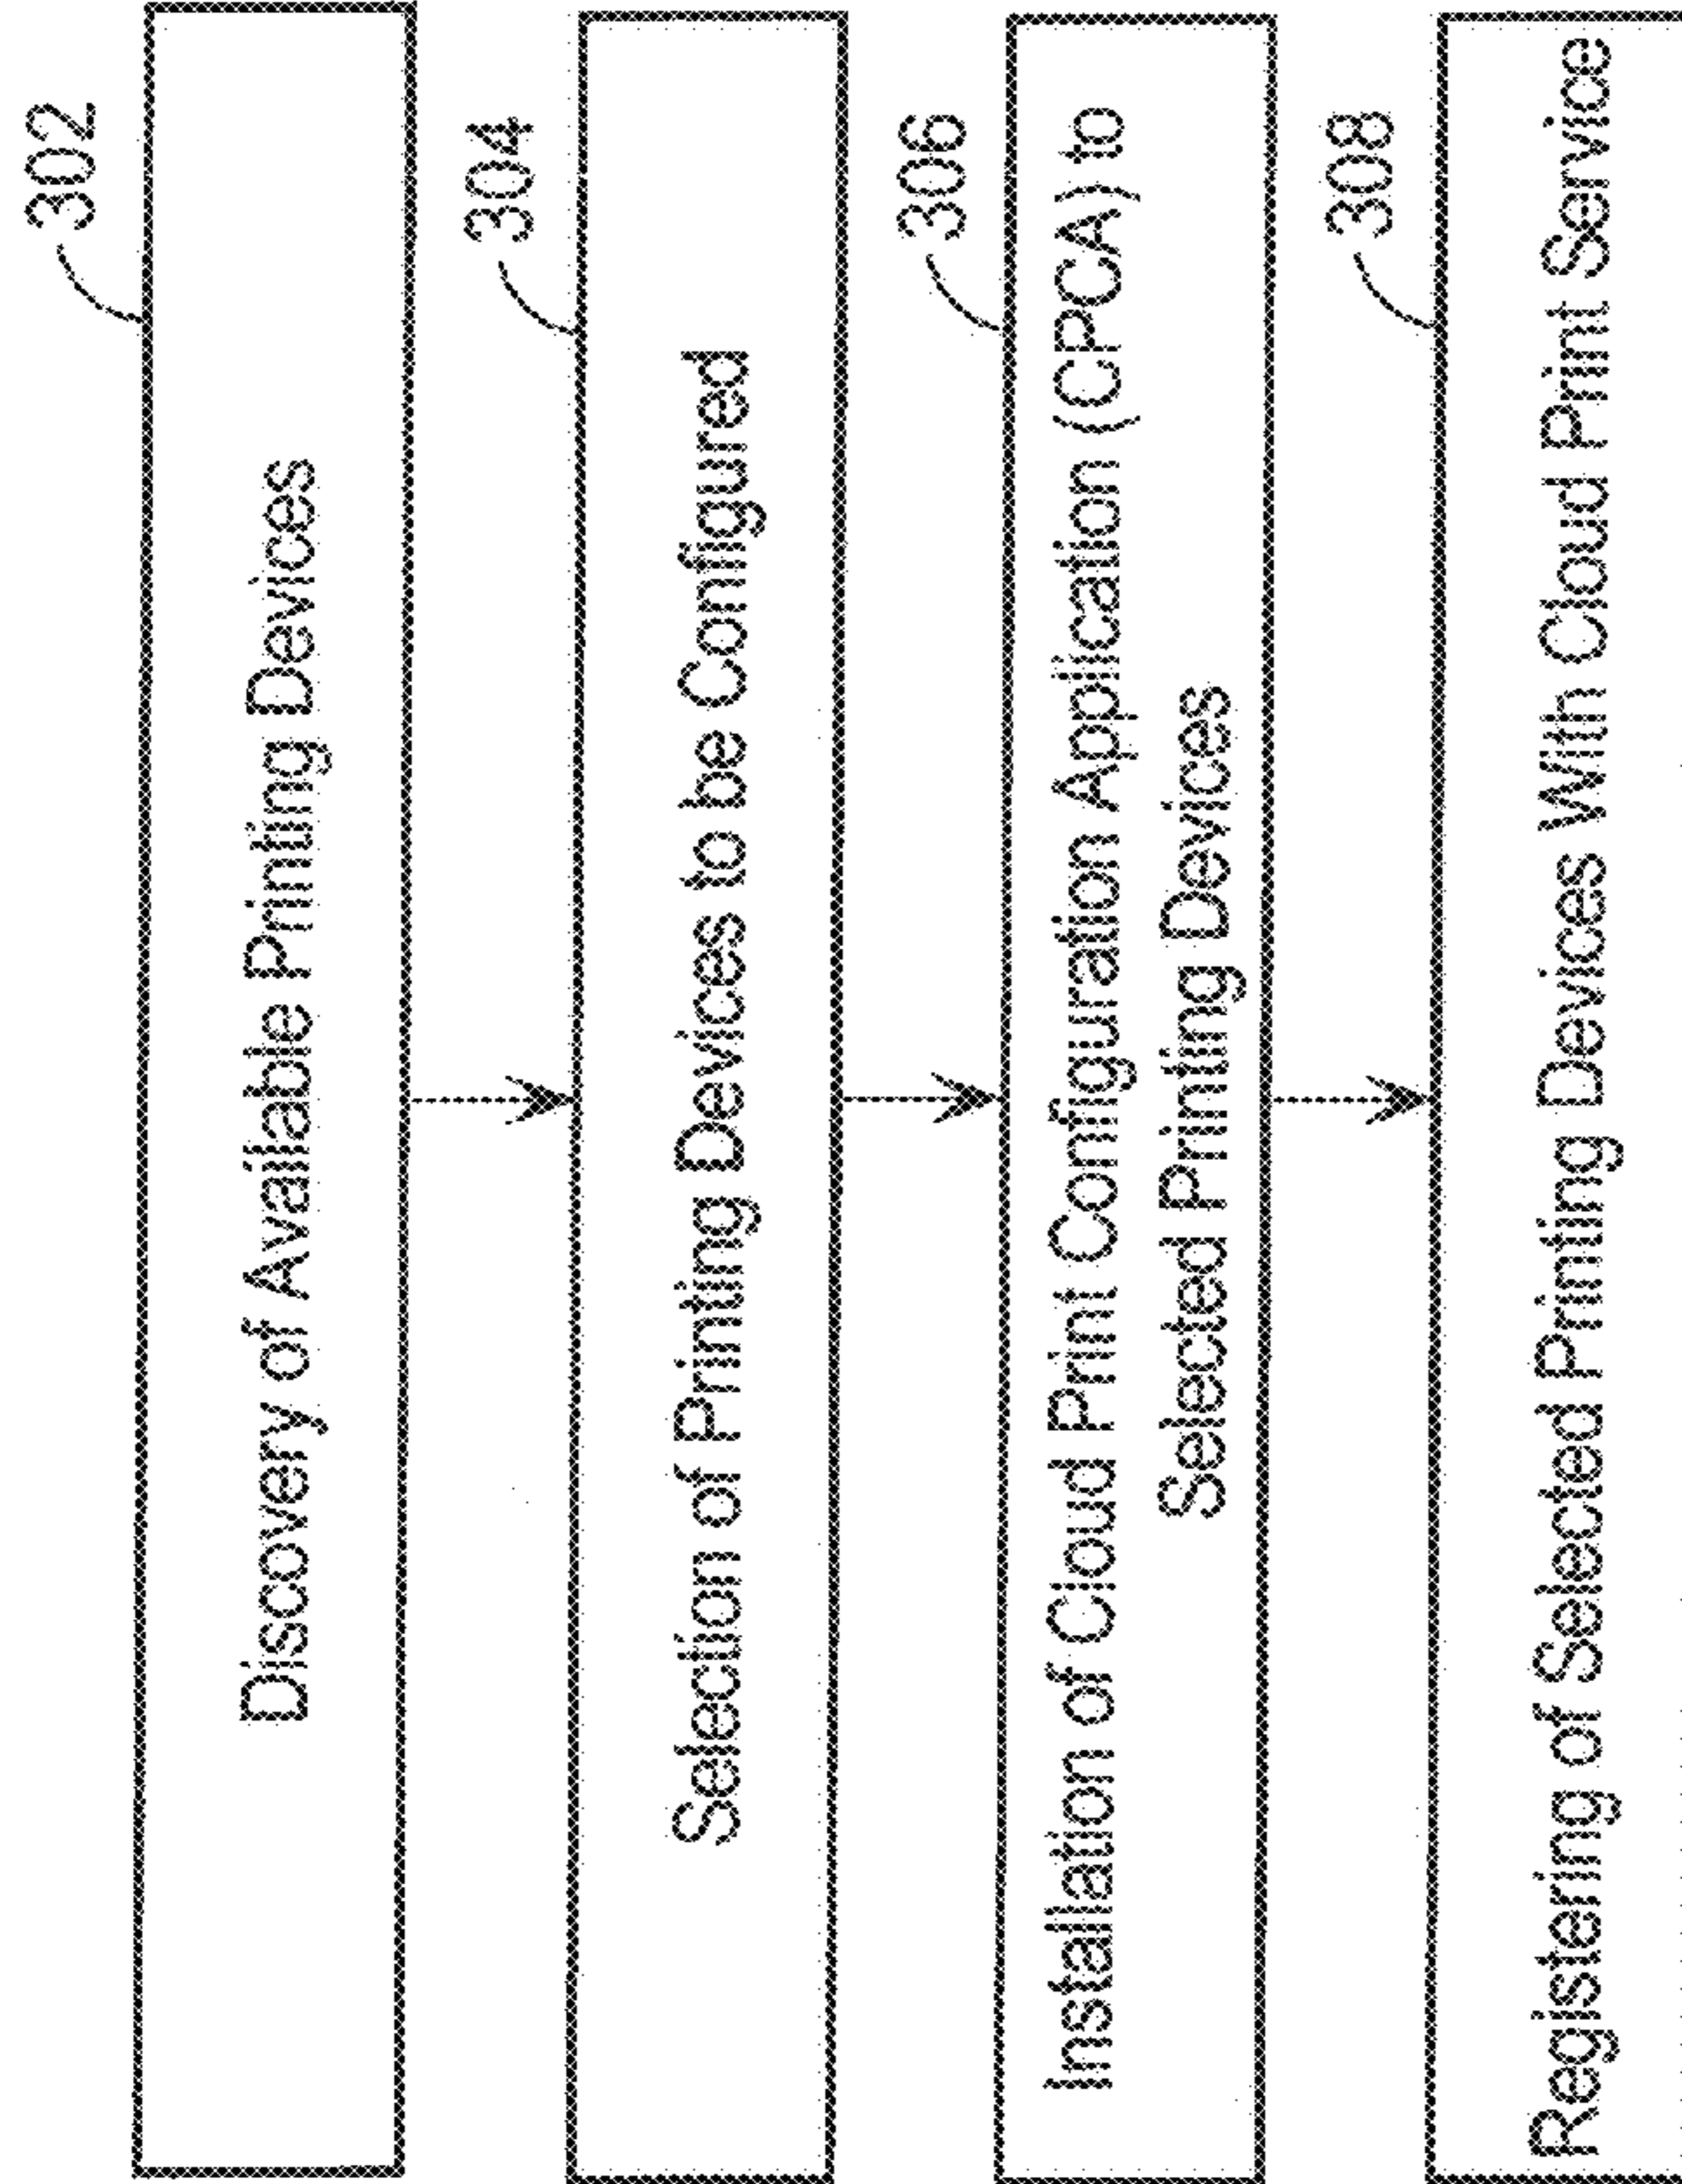 302
Discovery of Available Printing Devices
304
Selection of Printing Devices to be Configured
306
Installation of Cloud Print Configuration Application (CPCA) to
Selected Printing Devices
308
Registering of Selected Printing Devices With Cloud Print Service